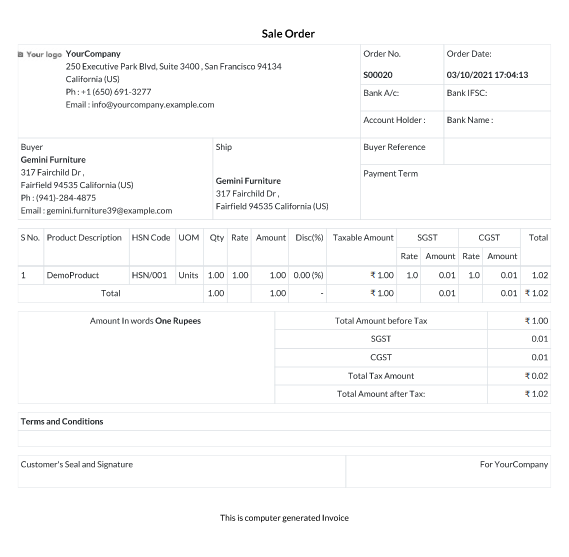 Sale Order
Your logo
YourCompany
250 Executive Park Blvd, Suite 3400 , San Francisco 94134
California (US)
Ph : +1 (650) 691-3277
Email : info@yourcompany.example.com
Order No.
S00020
Order Date:
03/10/2021 17:04:13
Bank A/c:
Bank IFSC:
Account Holder :
Bank Name :
Buyer
Gemini Furniture
317 Fairchild Dr ,
Fairfield 94535 California (US)
Ph : (941)-284-4875
Email : gemini.furniture39@example.com
Ship
Gemini Furniture
317 Fairchild Dr ,
Fairfield 94535 California (US)
Buyer Reference
Payment Term
S No. Product Description HSN Code UOM Qty Rate Amount Disc(%) Taxable Amount SGST CGST Total
Rate Amount Rate Amount
1 DemoProduct HSN/001 Units 1.00 1.00 1.00 0.00 (%) ₹ 1.00 1.0 0.01 1.0 0.01 1.02
Total 1.00 1.00 - ₹ 1.00 0.01 0.01 ₹ 1.02
Amount In words One Rupees
Total Amount before Tax ₹ 1.00
SGST 0.01
CGST 0.01
Total Tax Amount ₹ 0.02
Total Amount after Tax: ₹ 1.02
Terms and Conditions
Customer's Seal and Signature
For YourCompany
This is computer generated Invoice